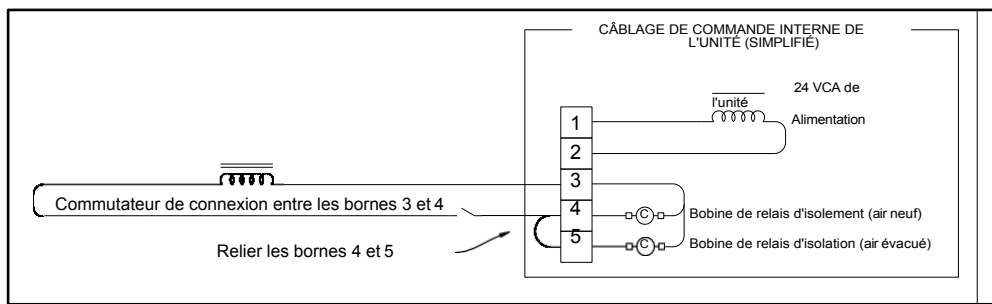 CÂBLAGE DE COMMANDE INTERNE DE
L'UNITÉ (SIMPLIFIÉ)
24 VCA de
l'unité
Alimentation
1
2
3
4
5
Commutateur de connexion entre les bornes 3 et 4
Relier les bornes 4 et 5
C
Bobine de relais d'isolement (air neuf)
C
Bobine de relais d'isolation (air évacué)